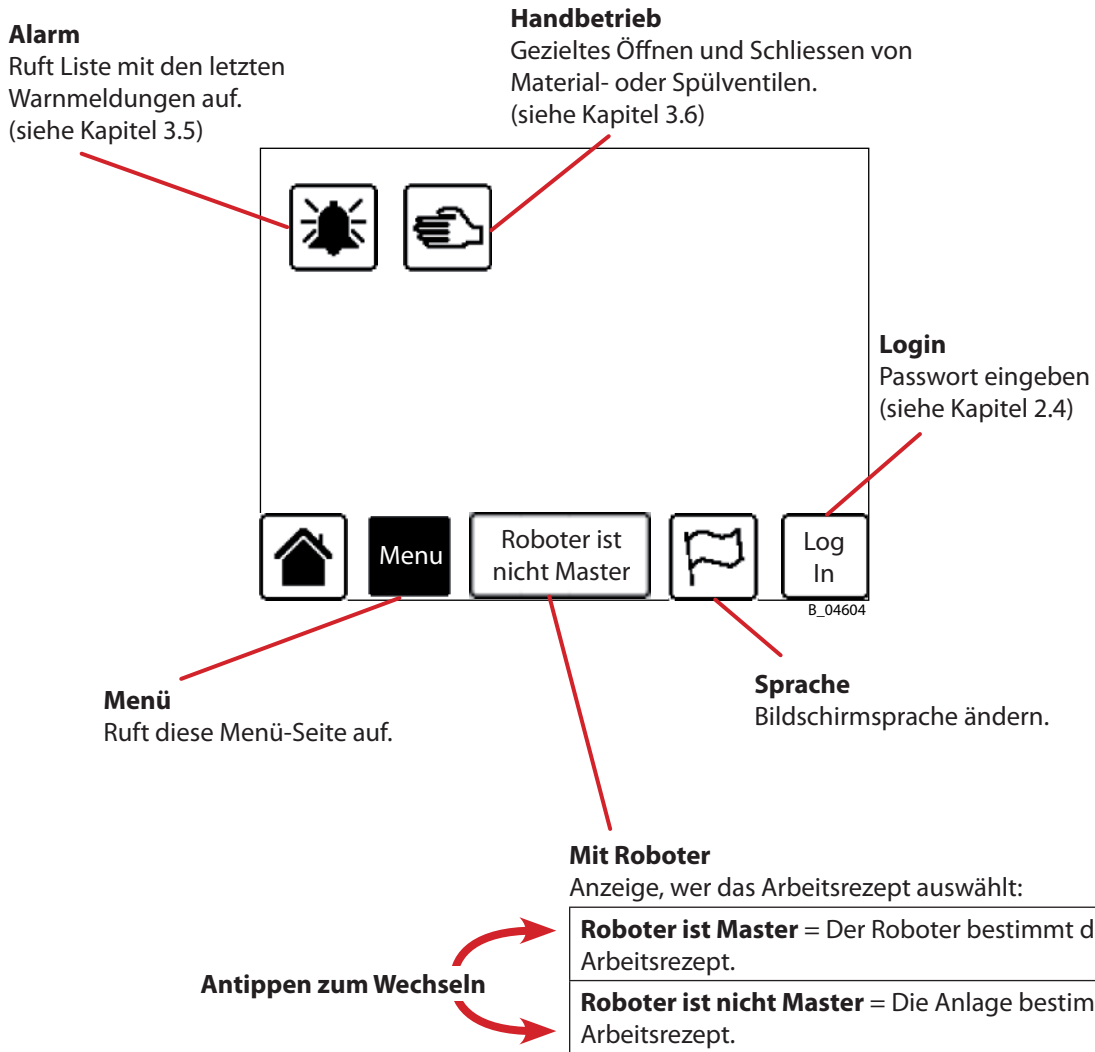 Alarm
Ruft Liste mit den letzten
Warnmeldungen auf.
(siehe Kapitel 3.5)
Handbetrieb
Gezieltes Öffnen und Schliessen von
Material- oder Spülventilen.
(siehe Kapitel 3.6)
Login
Passwort eingeben
(siehe Kapitel 2.4)
Menu
Roboter ist
nicht Master
Log
In
B_04604
Menü
Ruft diese Menü-Seite auf.
Sprache
Bildschirmsprache ändern.
Mit Roboter
Anzeige, wer das Arbeitsrezept auswählt:
Antippen zum Wechseln
Roboter ist Master = Der Roboter bestimmt d
Arbeitsrezept.
Roboter ist nicht Master = Die Anlage bestim
Arbeitsrezept.